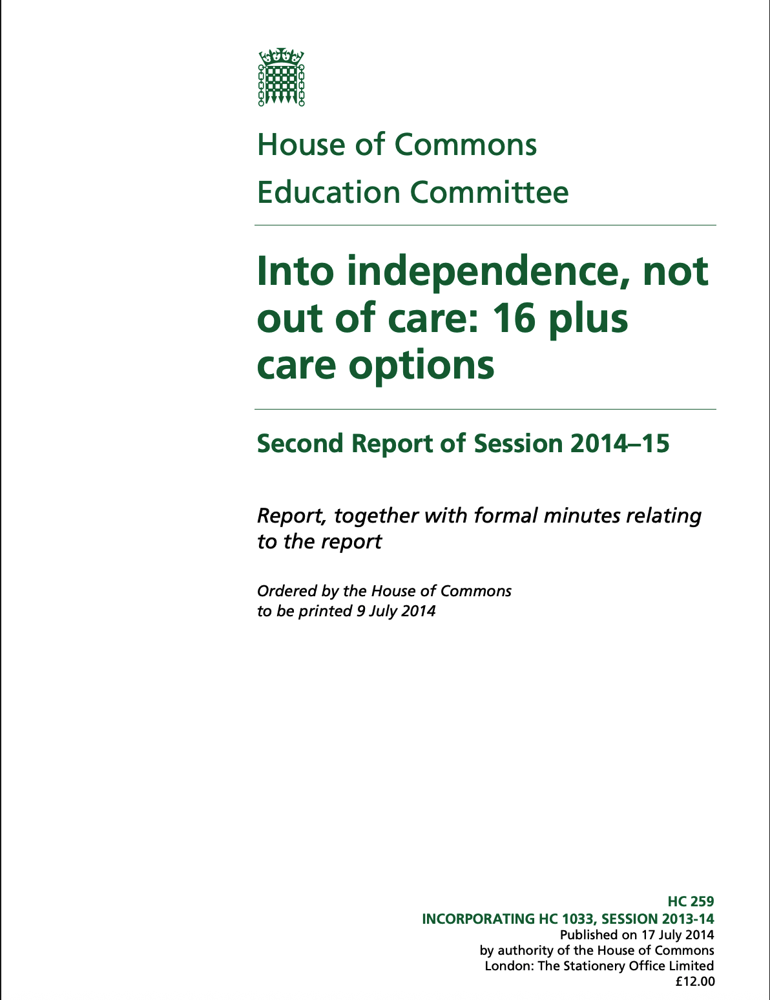 House of Commons
Education Committee
Into independence, not
out of care: 16 plus
care options
Second Report of Session 2014–15
Report, together with formal minutes relating
to the report
Ordered by the House of Commons
to be printed 9 July 2014
HC 259
INCORPORATING HC 1033, SESSION 2013-14
Published on 17 July 2014
by authority of the House of Commons
London: The Stationery Office Limited
£12.00